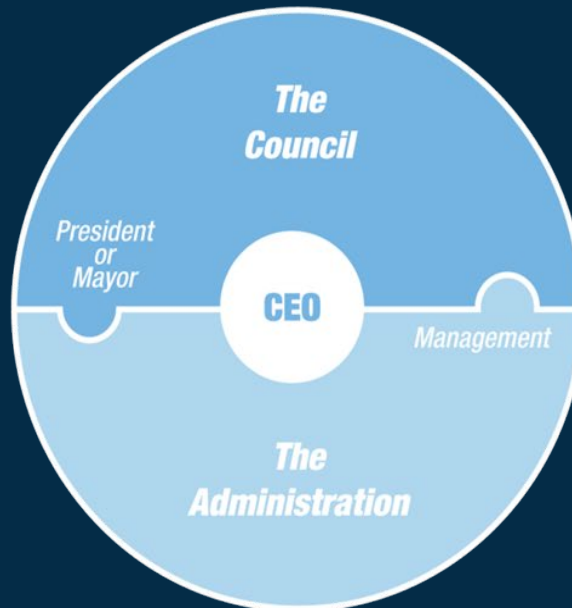 The
Council
President
or
Mayor
CEO
Management
The
Administration